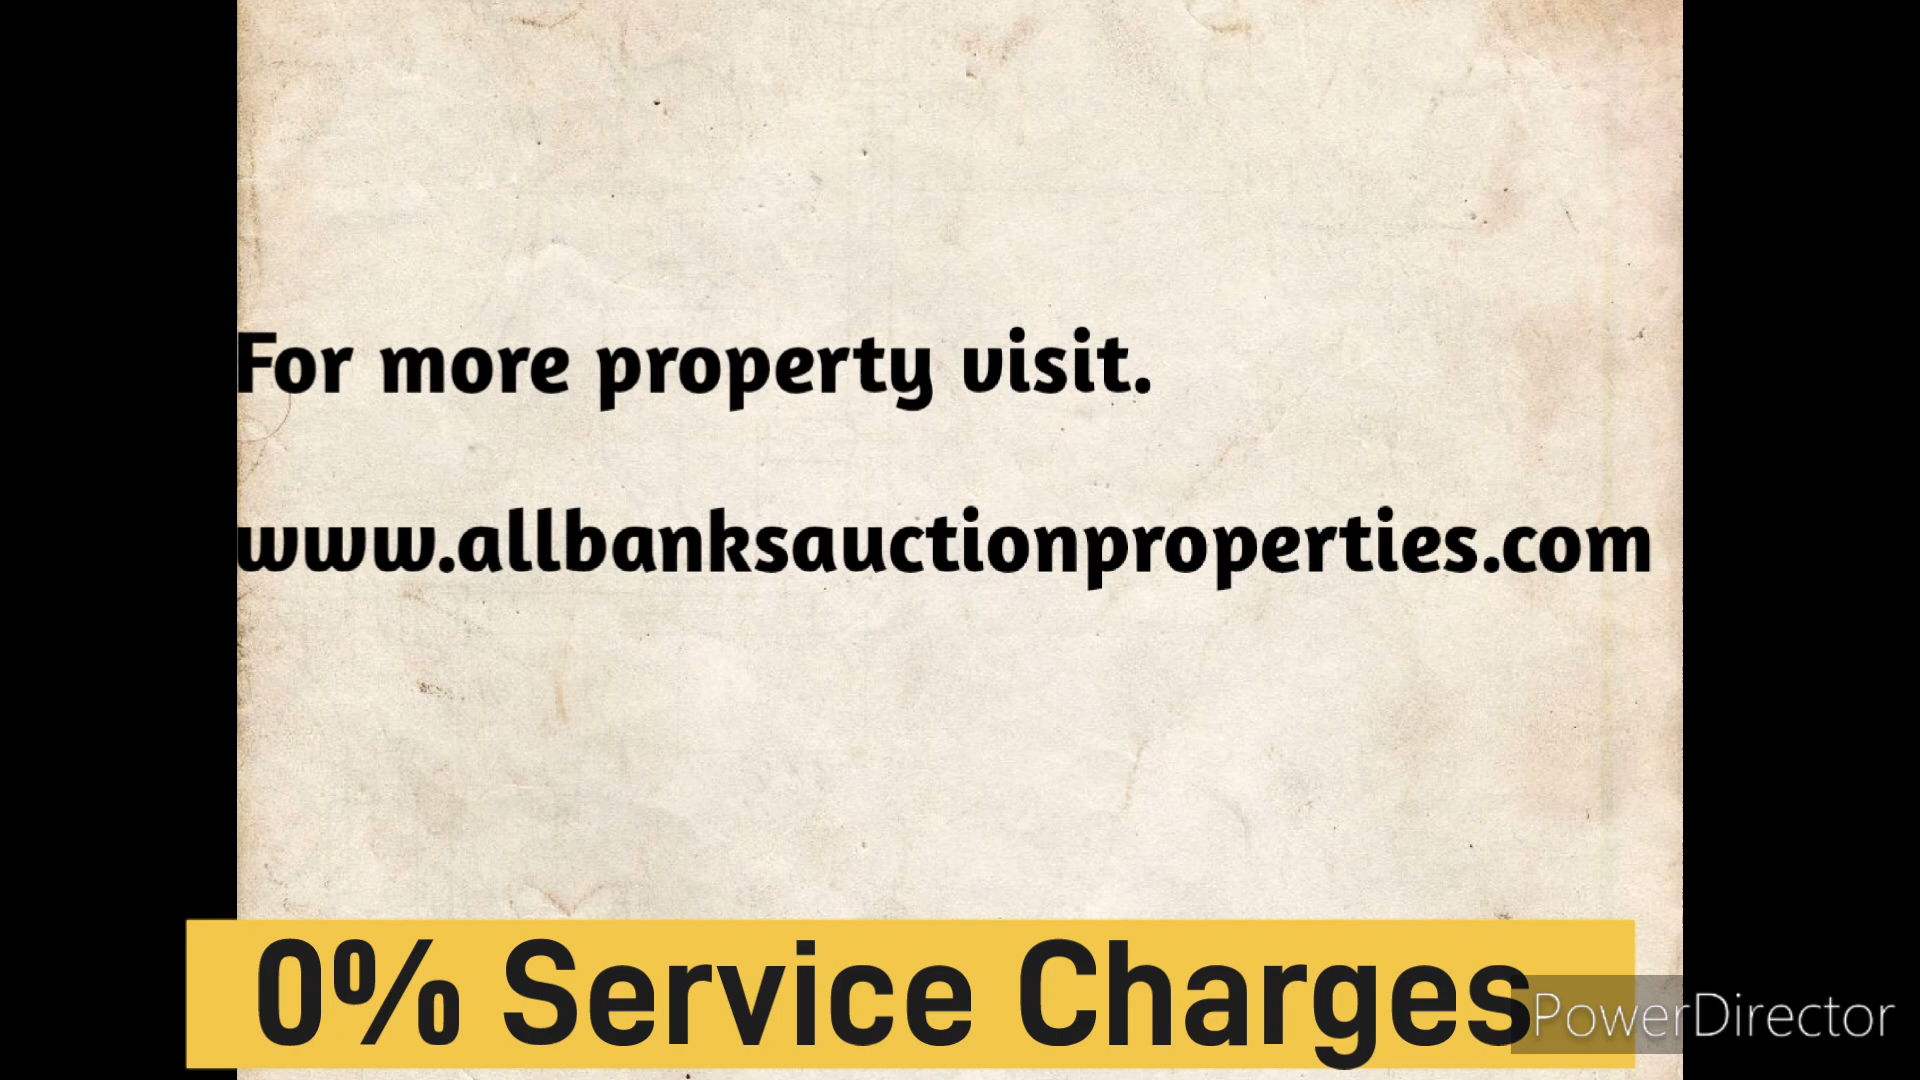 For more property visit.
www.allbanksauctionproperties.com
0% Service Charges
PowerDirector